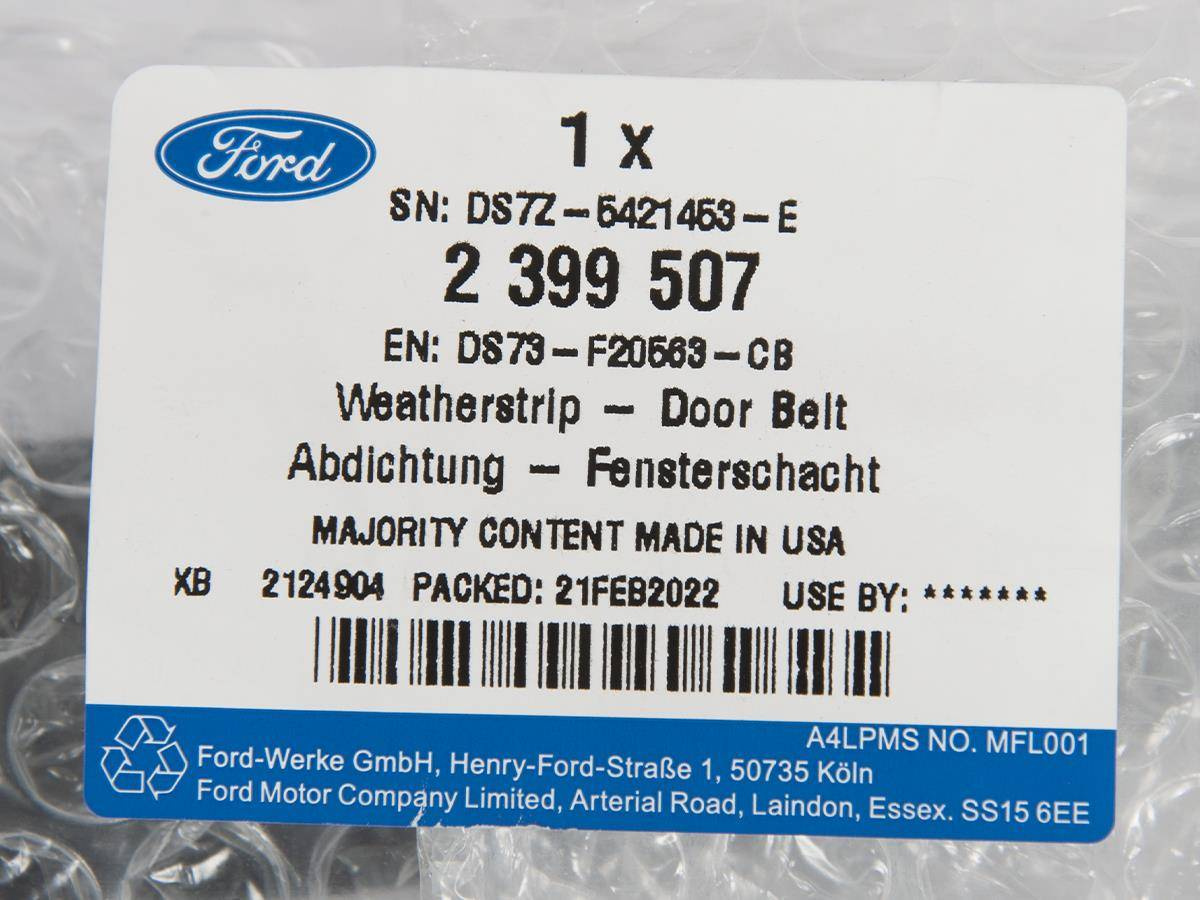 Ford
1 x
SN: DS7Z-5421453-E
2 399 507
EN: DS73-F20563-CB
Weatherstrip - Door Belt
Abdichtung - Fensterschacht
MAJORITY CONTENT MADE IN USA
XB 2124904 PACKED: 21FEB2022 USE BY: *******
A4LPMS NO. MFL001
Ford-Werke GmbH, Henry-Ford-Straße 1, 50735 Köln
Ford Motor Company Limited, Arterial Road, Laindon, Essex. SS15 6EE